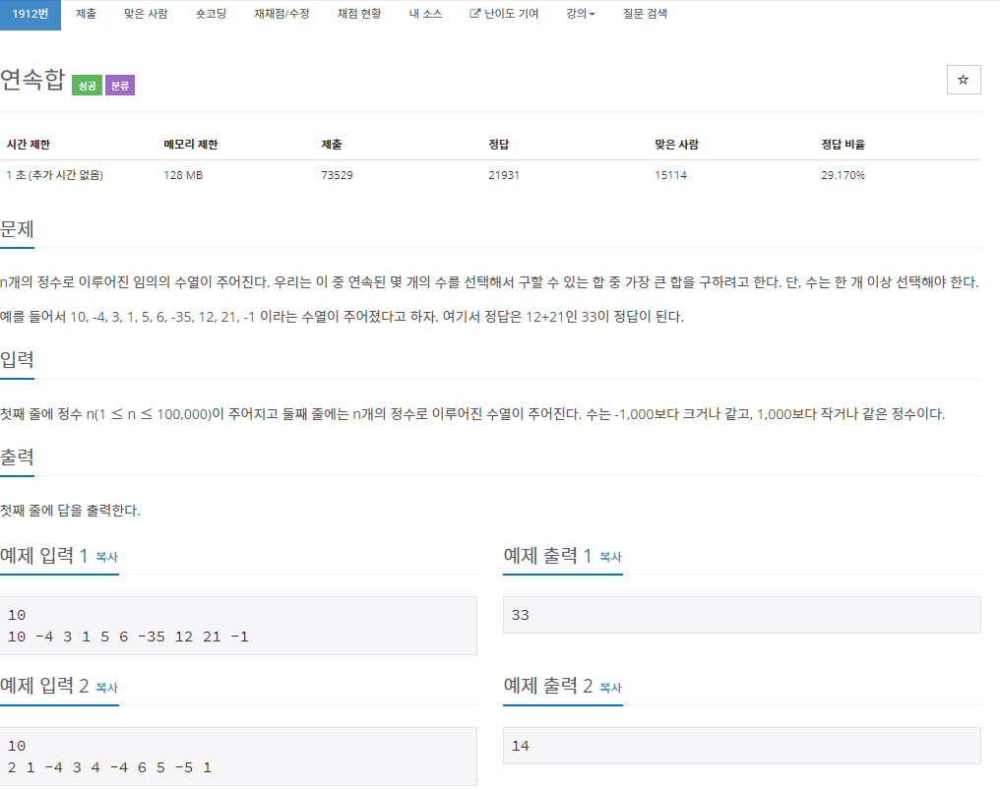 1912번 제출 맞은 사람 숏코딩 재채점/수정 채점 현황 내 소스 난이도 기여 강의 질문 검색
연속합 성공 분류
☆
시간 제한 메모리 제한 제출 정답 맞은 사람 정답 비율
1 초 (추가 시간 없음) 128 MB 73529 21931 15114 29.170%
문제
n개의 정수로 이루어진 임의의 수열이 주어진다. 우리는 이 중 연속된 몇 개의 수를 선택해서 구할 수 있는 합 중 가장 큰 합을 구하려고 한다. 단, 수는 한 개 이상 선택해야 한다.
예를 들어서 10, -4, 3, 1, 5, 6, -35, 12, 21, -1 이라는 수열이 주어졌다고 하자. 여기서 정답은 12+21인 33이 정답이 된다.
입력
첫째 줄에 정수 n(1 ≤ n ≤ 100,000)이 주어지고 둘째 줄에는 n개의 정수로 이루어진 수열이 주어진다. 수는 -1,000보다 크거나 같고, 1,000보다 작거나 같은 정수이다.
출력
첫째 줄에 답을 출력한다.
예제 입력 1 복사
10
10 -4 3 1 5 6 -35 12 21 -1
예제 출력 1 복사
33
예제 입력 2 복사
10
2 1 -4 3 4 -4 6 5 -5 1
예제 출력 2 복사
14